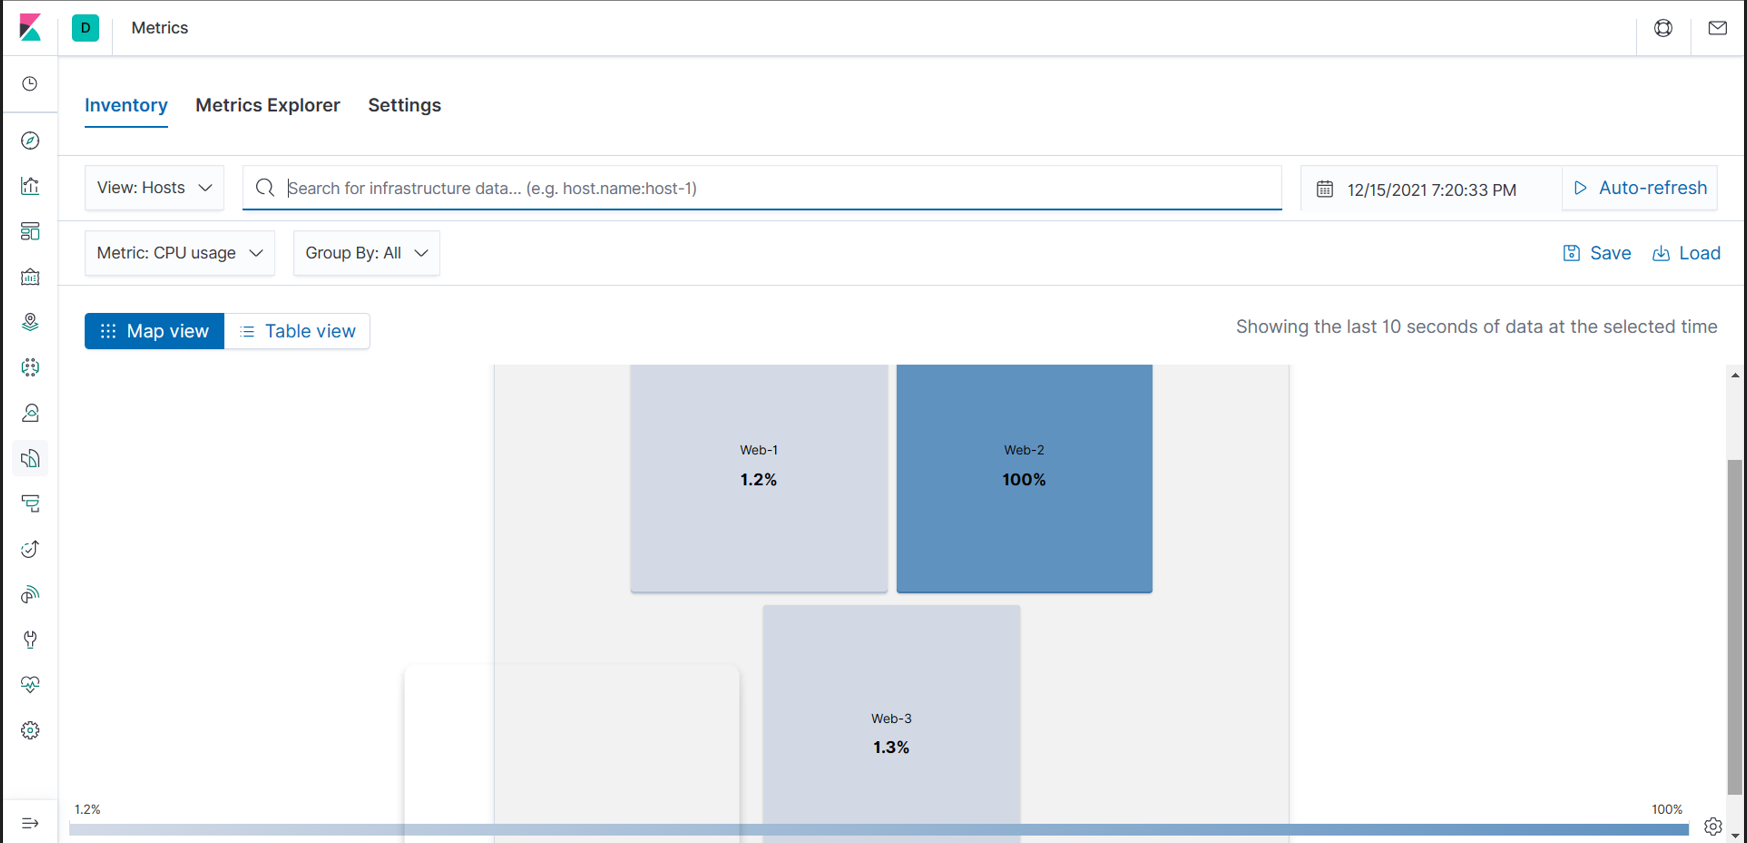 D
Metrics
Inventory
Metrics Explorer
Settings
View: Hosts
Search for infrastructure data... (e.g. host.name:host-1)
12/15/2021 7:20:33 PM
Auto-refresh
Metric: CPU usage
Group By: All
Save
Load
Map view
Table view
Showing the last 10 seconds of data at the selected time
Web-1
1.2%
Web-2
100%
Web-3
1.3%
1.2%
100%